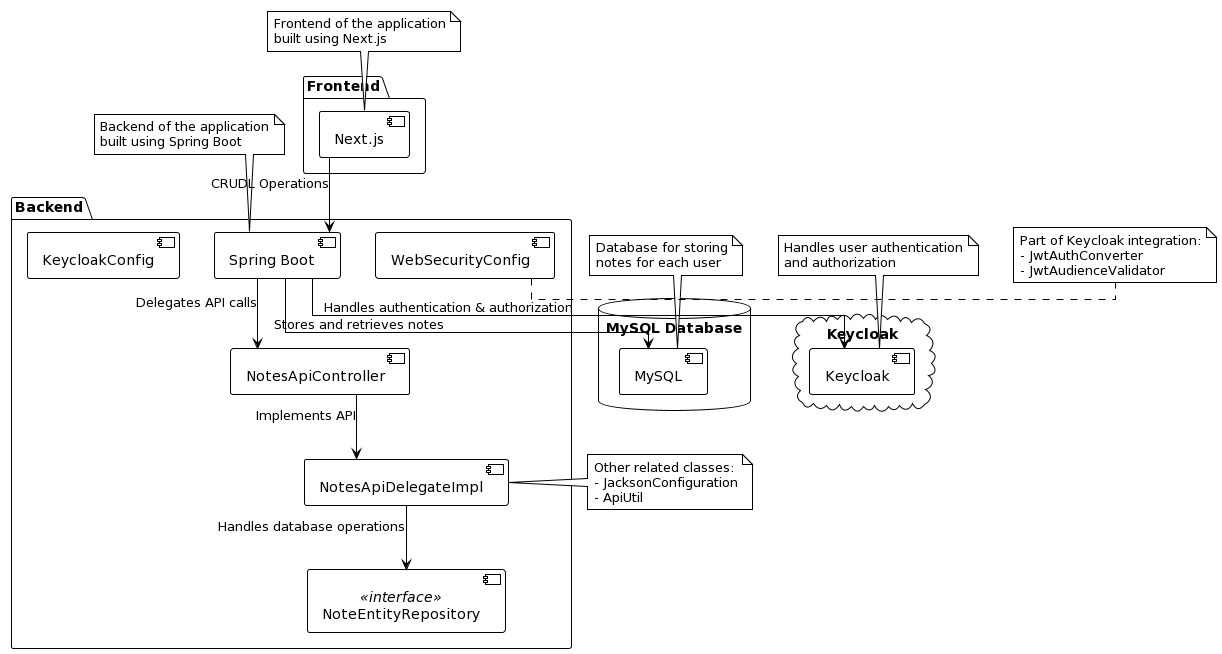 Frontend of the application
built using Next.js
Frontend
Next.js
Backend of the application
built using Spring Boot
CRUDL Operations
Backend
KeycloakConfig
Spring Boot
WebSecurityConfig
Database for storing
notes for each user
Handles user authentication
and authorization
Part of Keycloak integration:
- JwtAuthConverter
- JwtAudienceValidator
Delegates API calls
Handles authentication & authorization
Stores and retrieves notes
MySQL Database
Keycloak
NotesApiController
MySQL
Keycloak
Implements API
NotesApiDelegateImpl
Other related classes:
- JacksonConfiguration
- ApiUtil
Handles database operations
«interface»
NoteEntityRepository